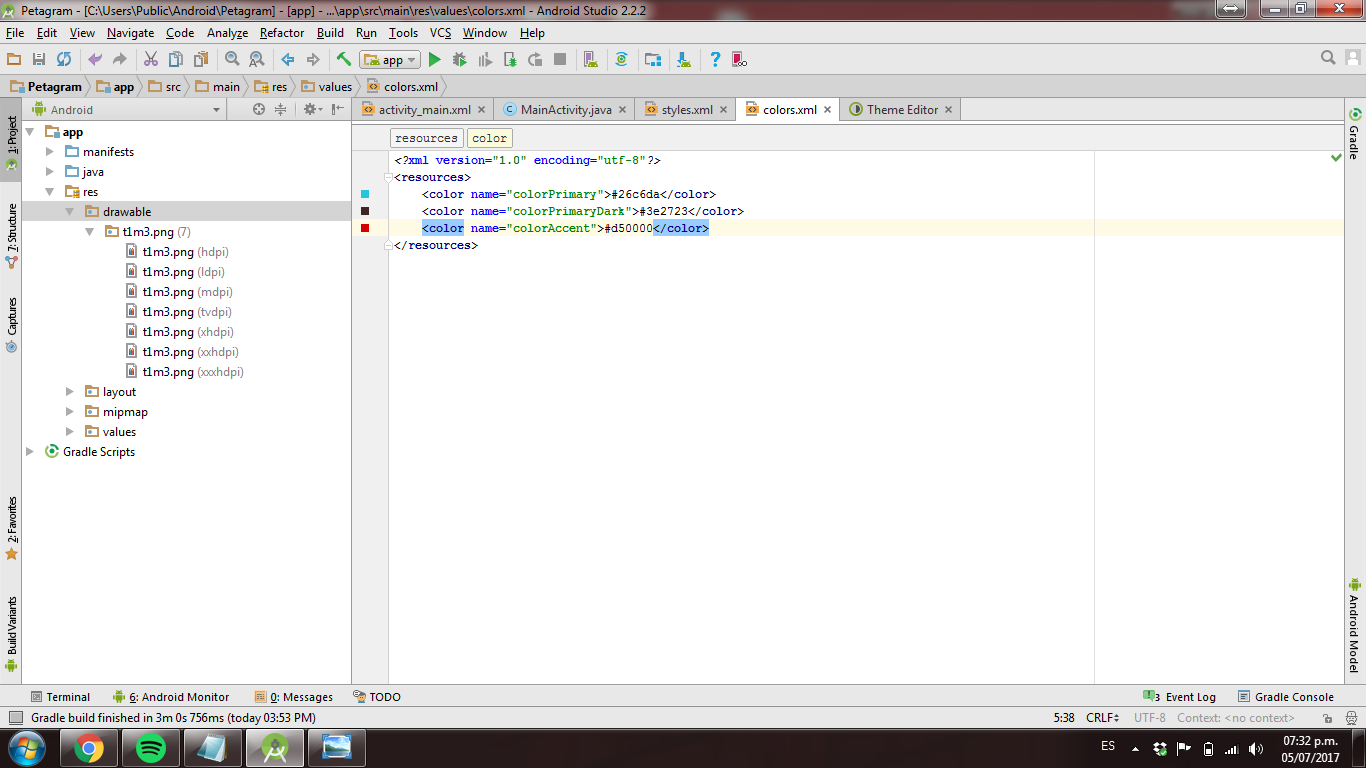 Petagram - [C:\Users\Public\Android\Petagram] - [app] - ...\app\src\main\res\values\colors.xml - Android Studio 2.2.2
File Edit View Navigate Code Analyze Refactor Build Run Tools VCS Window Help
app
Petagram app src main res values colors.xml
Android
activity_main.xml MainActivity.java styles.xml colors.xml Theme Editor
1: Project
7: Structure
Captures
2: Favorites
Build Variants
app
manifests
java
res
drawable
t1m3.png (7)
t1m3.png (hdpi)
t1m3.png (ldpi)
t1m3.png (mdpi)
t1m3.png (tvdpi)
t1m3.png (xhdpi)
t1m3.png (xxhdpi)
t1m3.png (xxxhdpi)
layout
mipmap
values
Gradle Scripts
resources color
<?xml version="1.0" encoding="utf-8"?>
<resources>
<color name="colorPrimary">#26c6da</color>
<color name="colorPrimaryDark">#3e2723</color>
<color name="colorAccent">#d50000</color>
</resources>
Gradle
Android Model
Terminal 6: Android Monitor 0: Messages TODO 3 Event Log Gradle Console
Gradle build finished in 3m 0s 756ms (today 03:53 PM) 5:38 CRLF UTF-8 Context: <no context>
ES 07:32 p.m.
05/07/2017